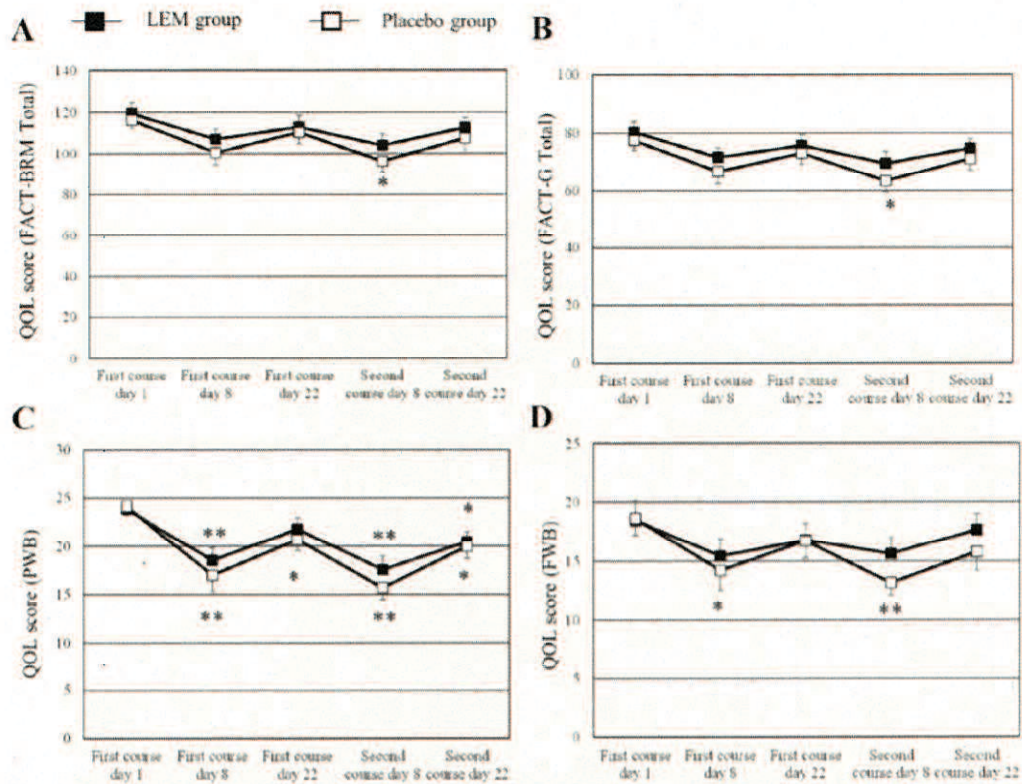 A LEM group Placebo group B
QOL score (FACT-BRM Total)
140
120
100
80
60
40
20
0
*
First course First course First course Second Second
day 1 day 8 day 22 course day 8 course day 22
QOL score (FACT-G Total)
100
80
60
40
20
0
*
First course First course First course Second Second
day 1 day 8 day 22 course day 8 course day 22
C
QOL score (PWB)
30
25
20
15
10
5
0
** ** *
** * ** *
First course First course First course Second Second
day 1 day 8 day 22 course day 8 course day 22
D
QOL score (FWB)
25
20
15
10
5
0
* **
First course First course First course Second Second
day 1 day 8 day 22 course day 8 course day 22